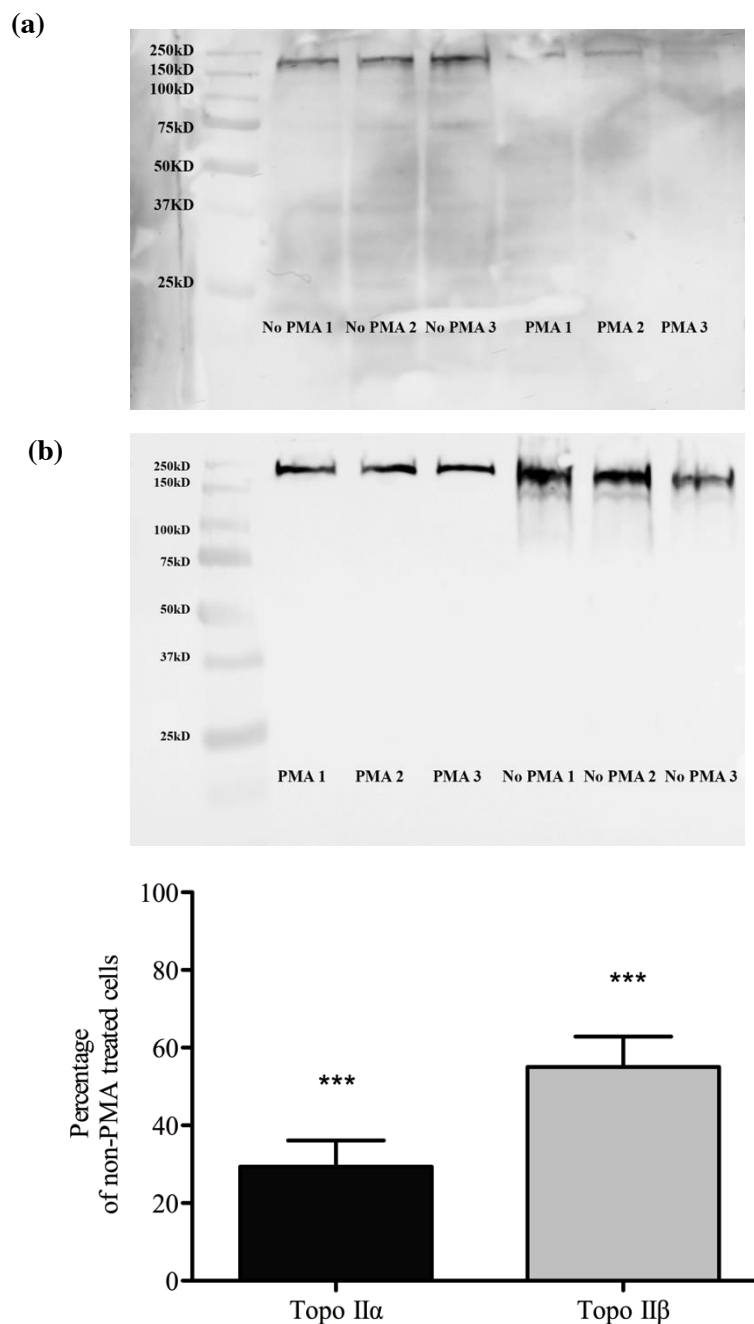 (a)
250kD
150kD
100kD
75kD
50KD
37KD
25kD
No PMA 1 No PMA 2 No PMA 3 PMA 1 PMA 2 PMA 3
(b)
250kD
150kD
100kD
75kD
50kD
37kD
25kD
PMA 1 PMA 2 PMA 3 No PMA 1 No PMA 2 No PMA 3
Percentage
of non-PMA treated cells
100
80
60
40
20
0
***
***
Topo IIα Topo IIβ